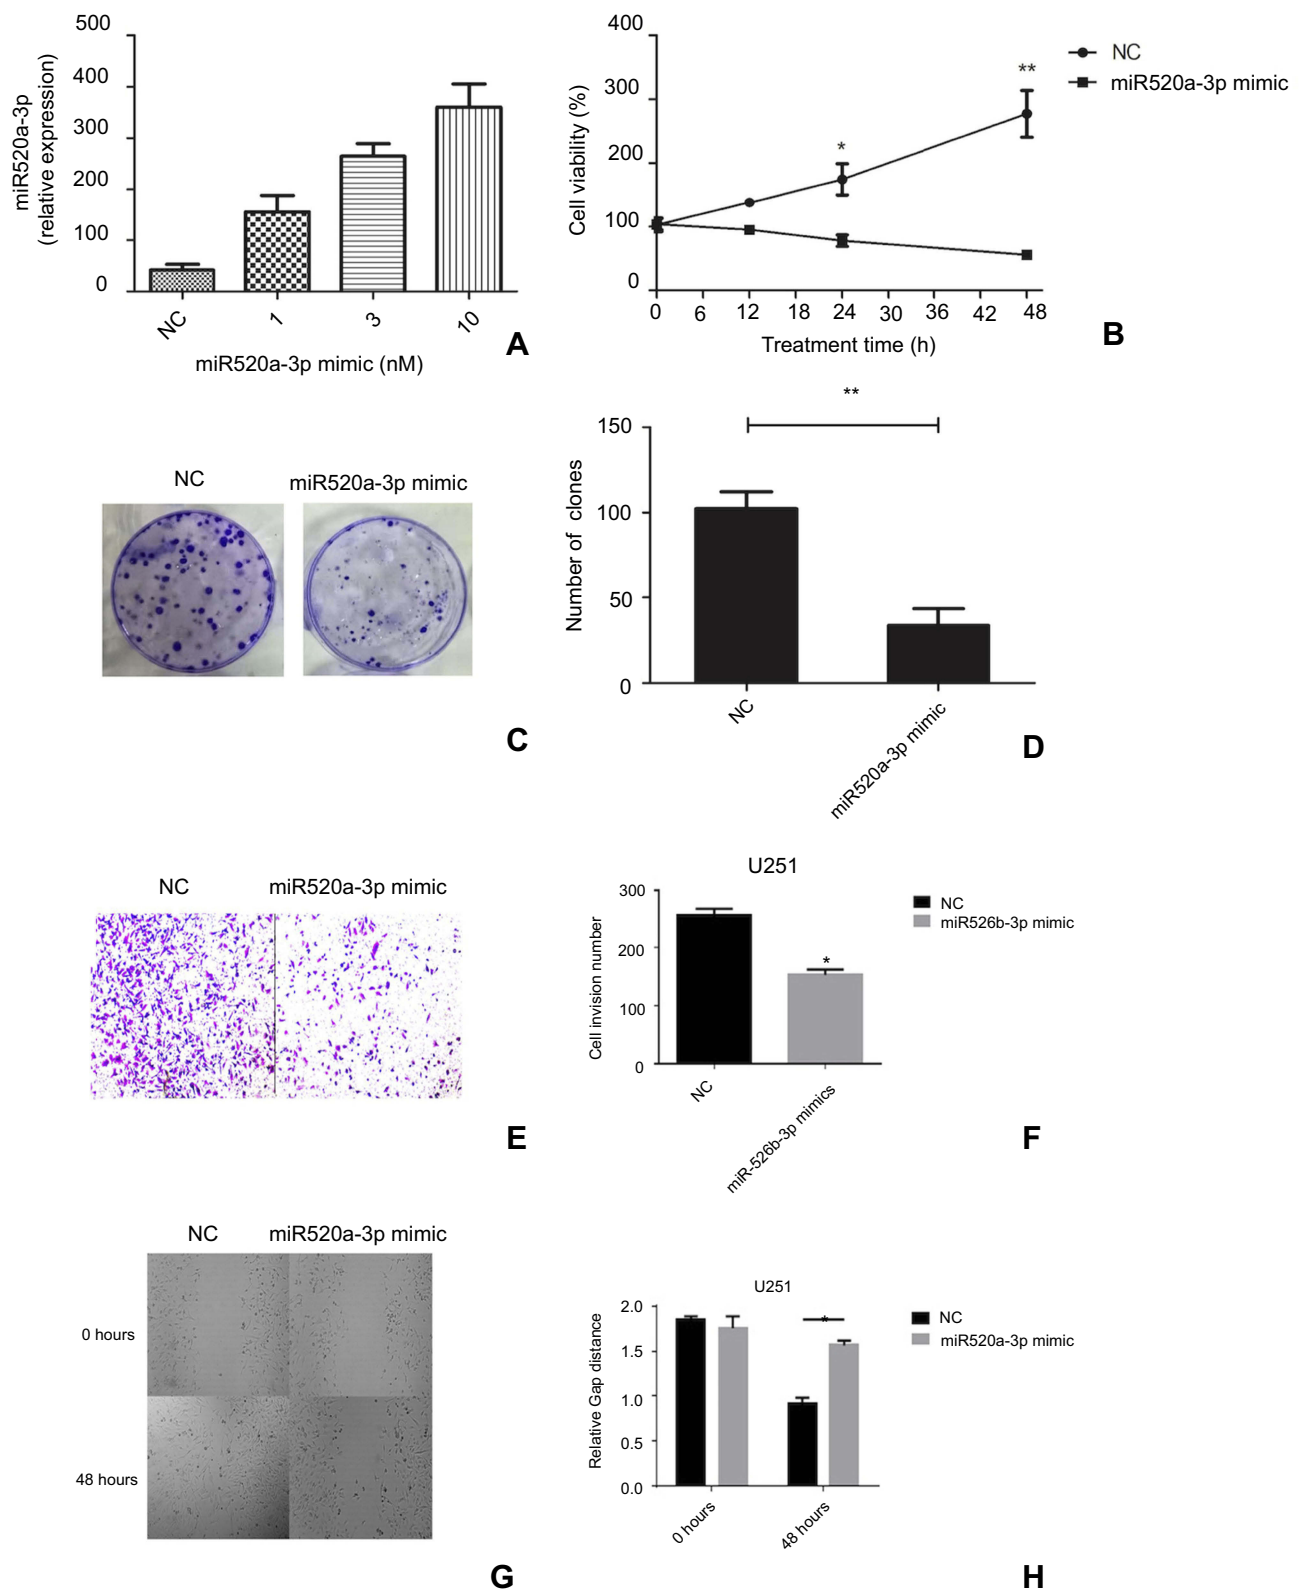 500
400
300
200
100
0
miR520a-3p
(relative expression)
NC
1
3
10
miR520a-3p mimic (nM)
A
400
300
200
100
0
Cell viability (%)
*
**
NC
miR520a-3p mimic
0 6 12 18 24 30 36 42 48
Treatment time (h)
B
NC
miR520a-3p mimic
C
**
150
100
50
0
Number of clones
NC
miR520a-3p mimic
D
NC
miR520a-3p mimic
E
U251
300
200
100
0
Cell invision number
*
NC
miR526b-3p mimic
NC
miR-526b-3p mimics
F
NC
miR520a-3p mimic
0 hours
48 hours
G
U251
2.0
1.5
1.0
0.5
0.0
Relative Gap distance
*
NC
miR520a-3p mimic
0 hours
48 hours
H